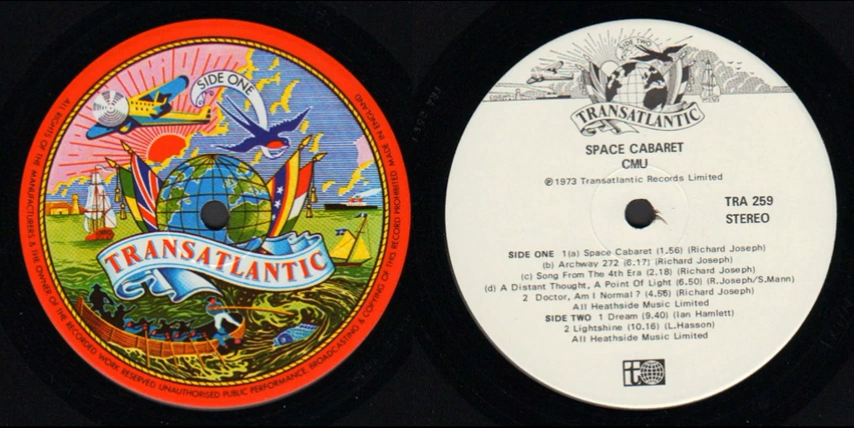 SIDE ONE
TRANSATLANTIC
ALL RIGHTS OF THE MANUFACTURERS & THE OWNER OF THE RECORDED WORK RESERVED UNAUTHORISED PUBLIC PERFORMANCE, BROADCASTING & COPYING OF THIS RECORD PROHIBITED. MADE IN ENGLAND
SIDE TWO
TRANSATLANTIC
SPACE CABARET
CMU
℗1973 Transatlantic Records Limited
TRA 259
STEREO
SIDE ONE 1(a) Space Cabaret (1.56) (Richard Joseph)
(b) Archway 272 (6.17) (Richard Joseph)
(c) Song From The 4th Era (2.18) (Richard Joseph)
(d) A Distant Thought, A Point Of Light (6.50) (R.Joseph/S.Mann)
2 Doctor, Am I Normal? (4.56) (Richard Joseph)
All Heathside Music Limited
SIDE TWO 1 Dream (9.40) (Ian Hamlett)
2 Lightshine (10.16) (L.Hasson)
All Heathside Music Limited